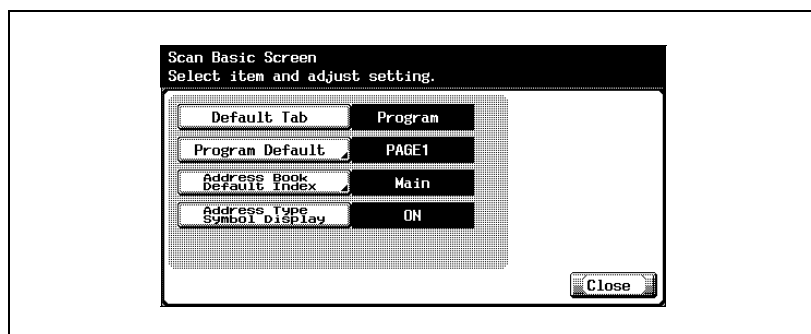 Scan Basic Screen
Select item and adjust setting.
Default Tab Program
Program Default PAGE1
Address Book
Default Index Main
Address Type
Symbol Display ON
Close